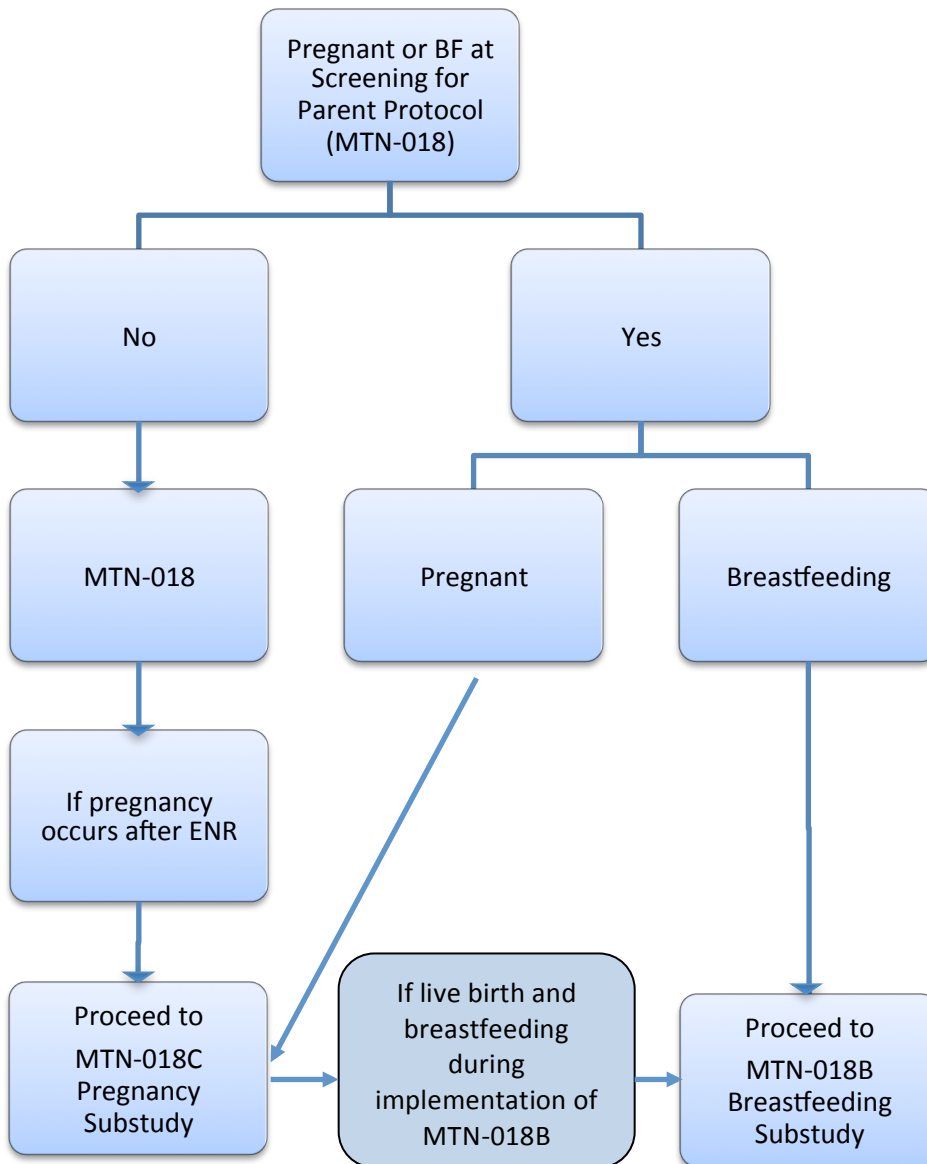 Pregnant or BF at
Screening for
Parent Protocol
(MTN-018)
No
Yes
MTN-018
Pregnant
Breastfeeding
If pregnancy
occurs after ENR
Proceed to
MTN-018C
Pregnancy
Substudy
If live birth and
breastfeeding
during
implementation of
MTN-018B
Proceed to
MTN-018B
Breastfeeding
Substudy